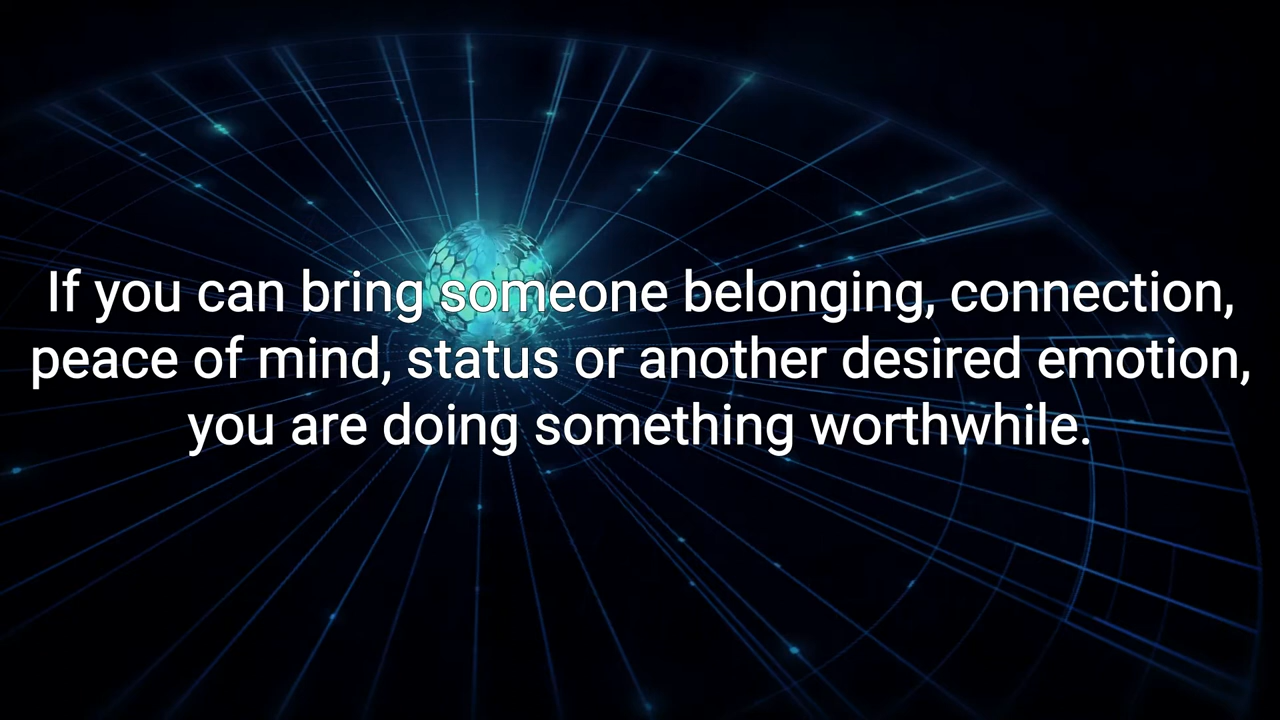 If you can bring someone belonging, connection,
peace of mind, status or another desired emotion,
you are doing something worthwhile.